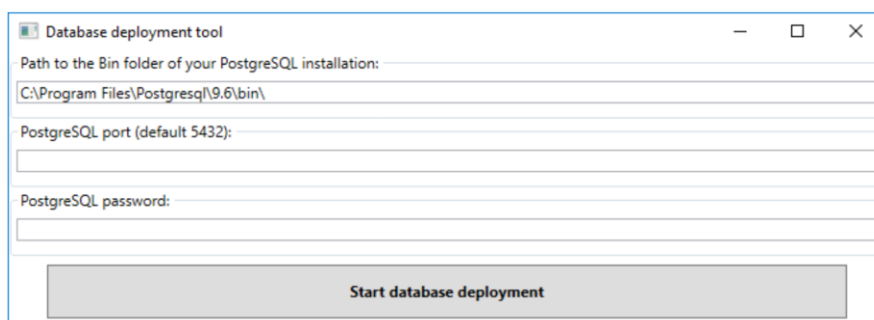 Database deployment tool
Path to the Bin folder of your PostgreSQL installation:
C:\Program Files\Postgresql\9.6\bin\
PostgreSQL port (default 5432):
PostgreSQL password:
Start database deployment